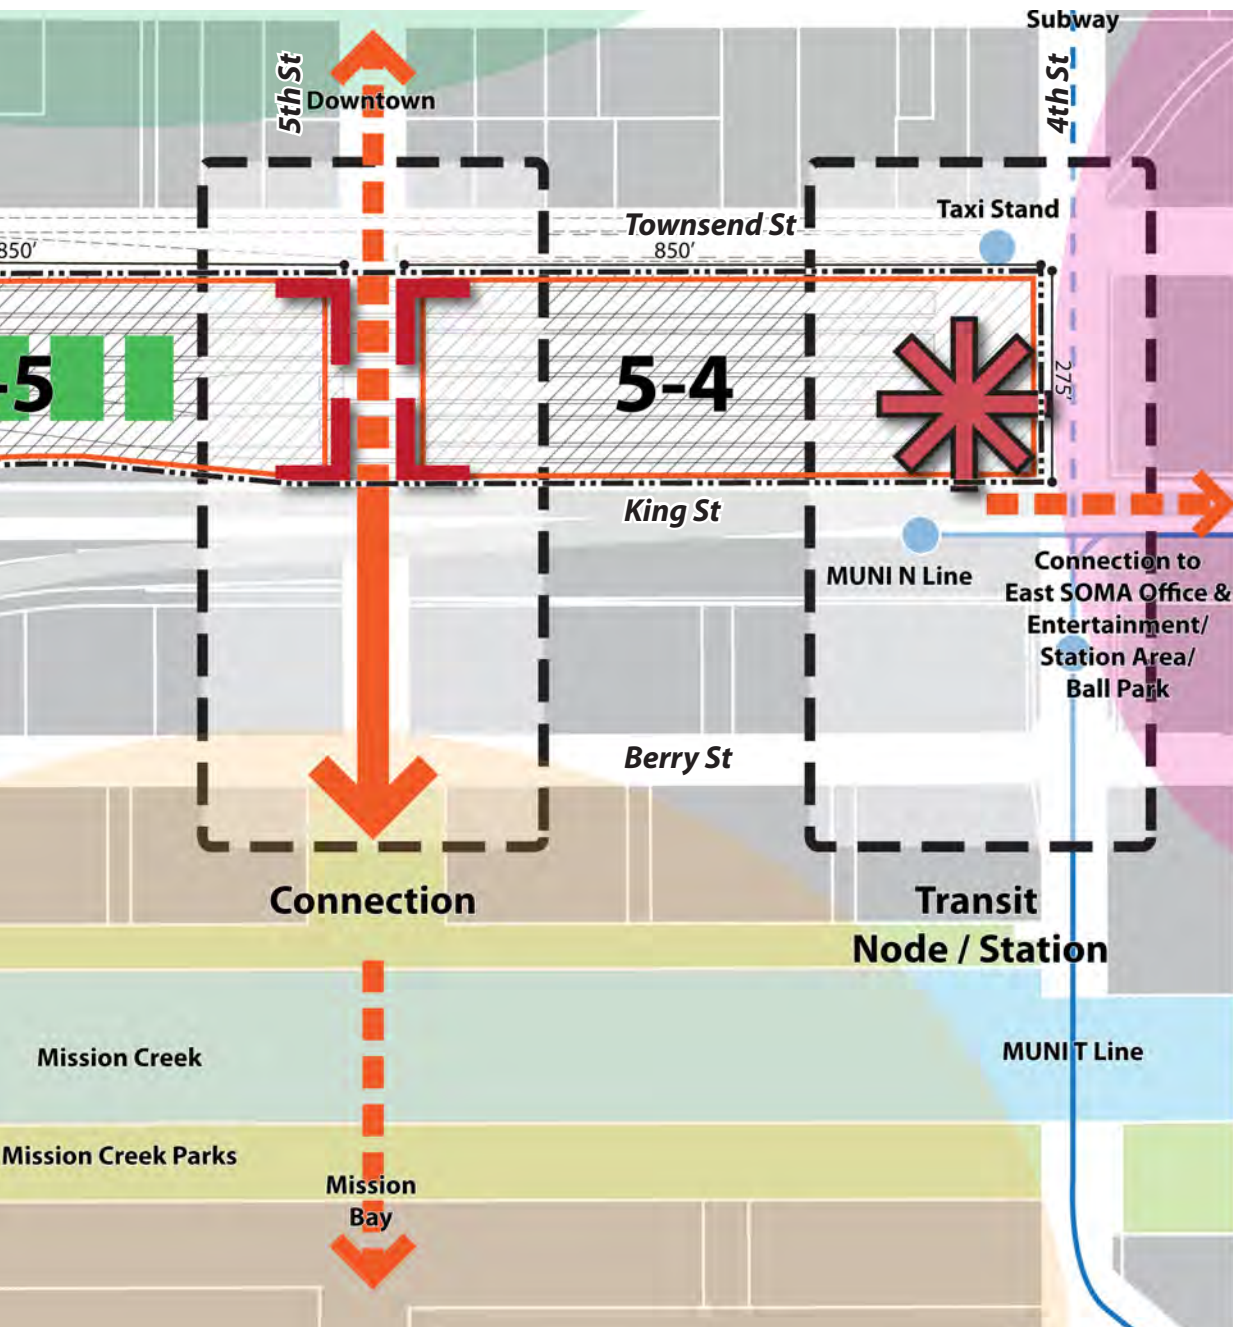 Subway
5th St
4th St
Downtown
Taxi Stand
Townsend St
850’
850’
-5
5-4
275’
King St
MUNI N Line
Connection to
East SOMA Office &
Entertainment/
Station Area/
Ball Park
Berry St
Connection
Transit
Node / Station
Mission Creek
MUNI T Line
Mission Creek Parks
Mission
Bay